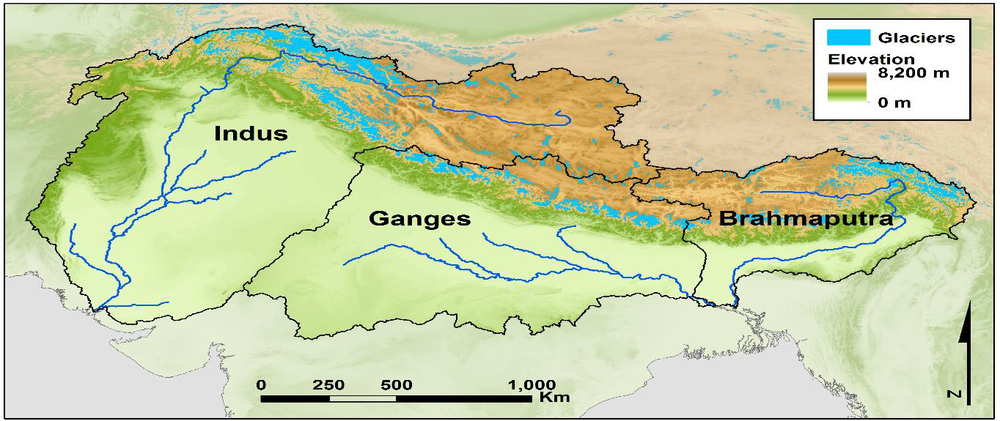 Glaciers
Elevation
8,200 m
0 m
Indus
Ganges
Brahmaputra
0 250 500 1,000
Km
N